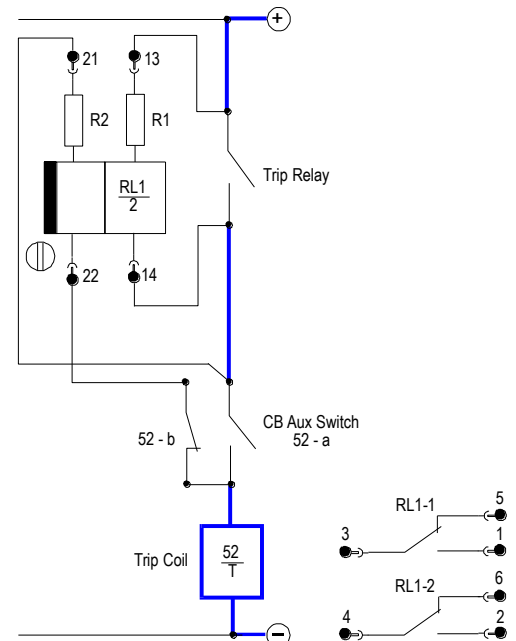 +
21
13
R2
R1
Trip Relay
RL1
2
22
14
CB Aux Switch
52 - a
52 - b
RL1-1
5
3
1
Trip Coil
52
T
RL1-2
6
4
2
−